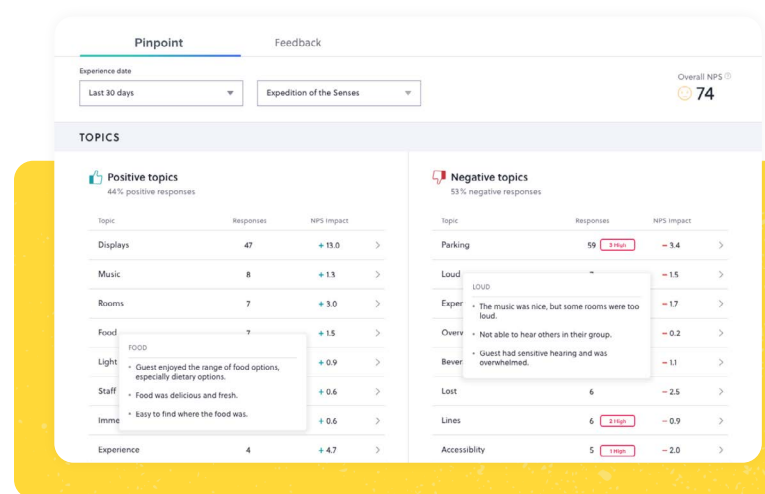 Pinpoint Feedback
Experience date
Last 30 days Expedition of the Senses
Overall NPS
74
TOPICS
Positive topics
44% positive responses
Topic Responses NPS Impact
Displays 47 + 13.0
Music 8 + 1.3
Rooms 7 + 3.0
Food 7 + 1.5
Light + 0.9
Staff + 0.6
Imme + 0.6
Experience 4 + 4.7
FOOD
• Guest enjoyed the range of food options,
especially dietary options.
• Food was delicious and fresh.
• Easy to find where the food was.
Negative topics
53% negative responses
Topic Responses NPS Impact
Parking 59 3 High − 3.4
Loud − 1.5
Exper − 1.7
Overw − 0.2
Bever − 1.1
Lost 6 − 2.5
Lines 6 2 High − 0.9
Accessiblity 5 1 High − 2.0
LOUD
• The music was nice, but some rooms were too
loud.
• Not able to hear others in their group.
• Guest had sensitive hearing and was
overwhelmed.